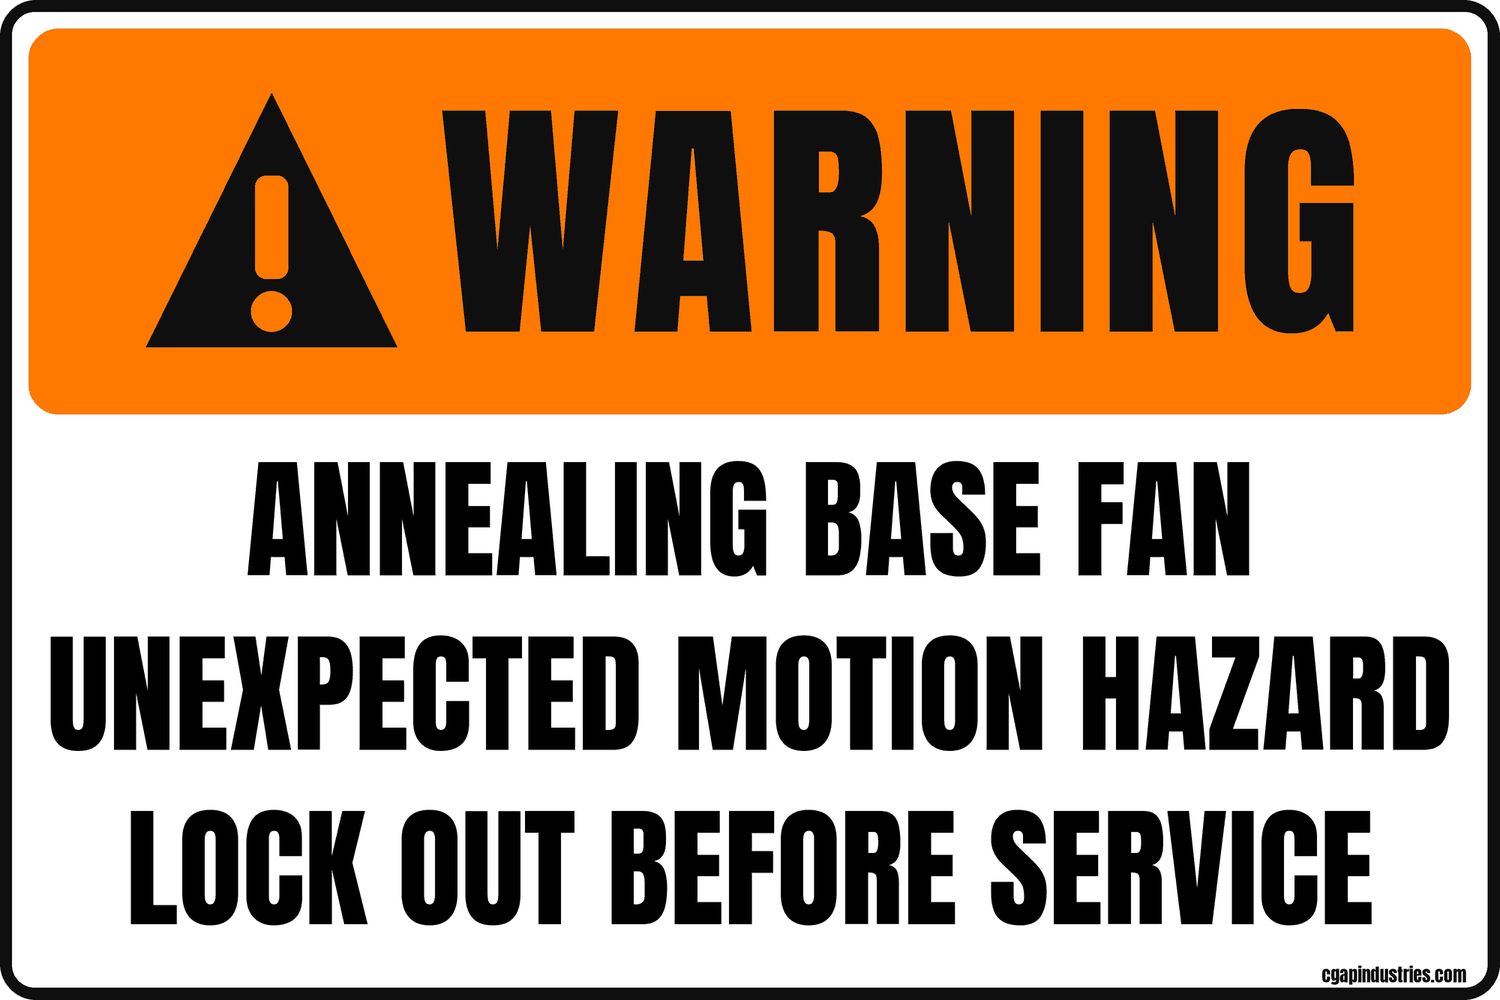 WARNING
ANNEALING BASE FAN
UNEXPECTED MOTION HAZARD
LOCK OUT BEFORE SERVICE
cgapindustries.com